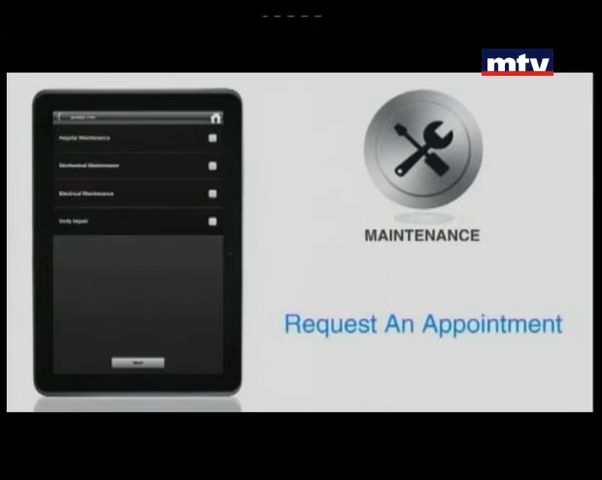 mtv
Regular Maintenance
Mechanical Maintenance
Electrical Maintenance
Body Repair
MAINTENANCE
Request An Appointment